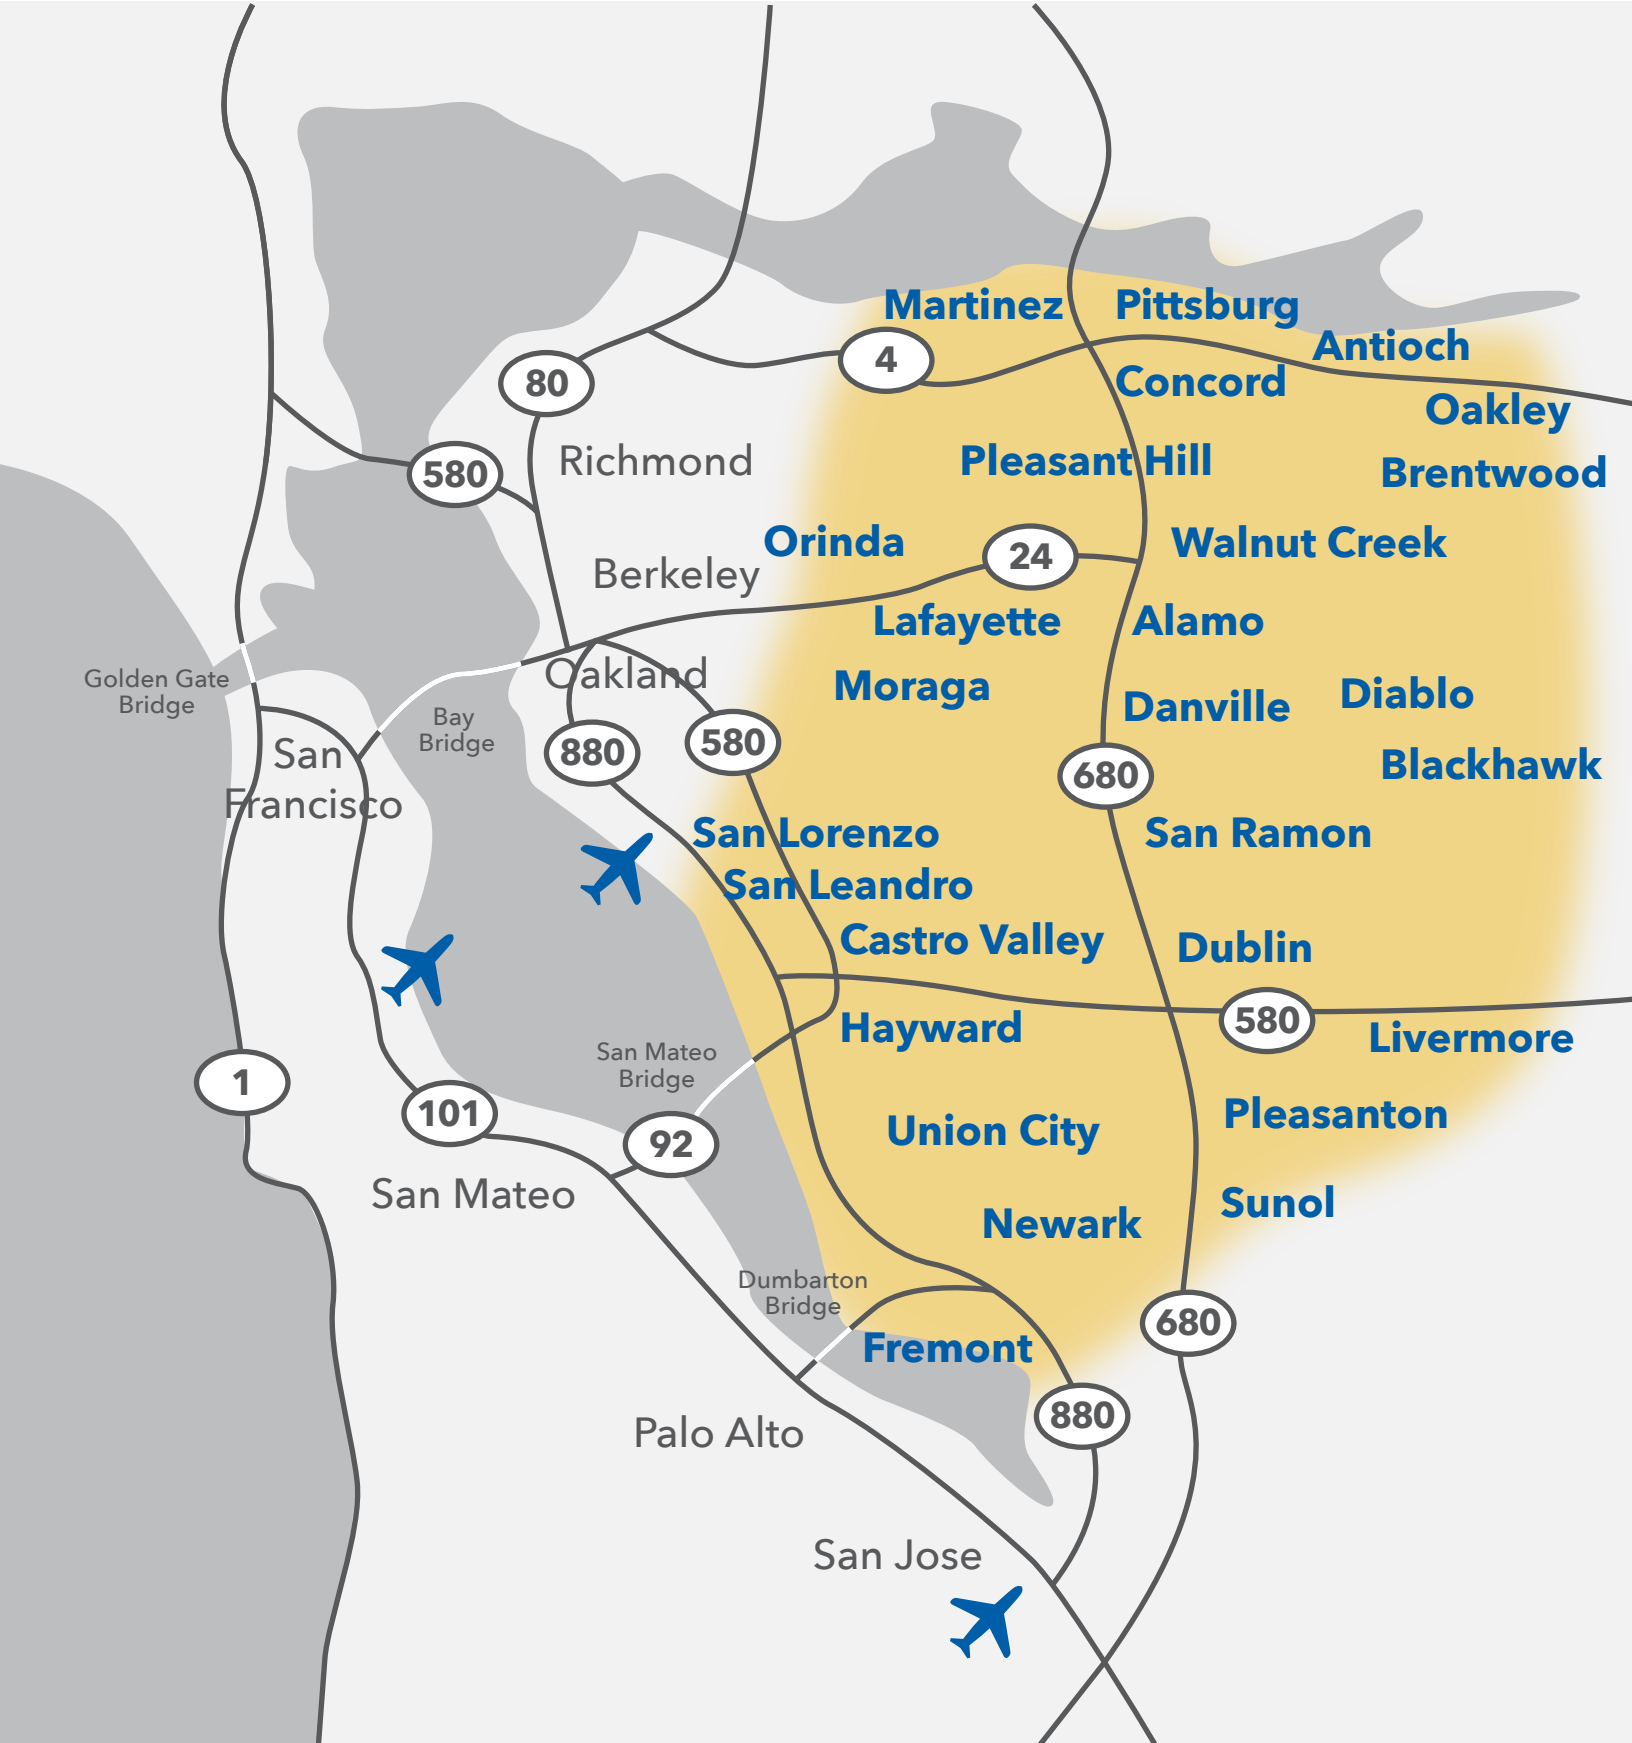 Martinez
Pittsburg
Antioch
4
80
Concord
Oakley
Richmond
Pleasant Hill
Brentwood
580
Orinda
24
Walnut Creek
Berkeley
Lafayette
Alamo
Golden Gate
Bridge
Oakland
Moraga
Danville
Diablo
Bay
Bridge
San
Francisco
880
580
680
Blackhawk
San Lorenzo
San Ramon
San Leandro
Castro Valley
Dublin
Hayward
580
Livermore
San Mateo
Bridge
1
101
92
Union City
Pleasanton
San Mateo
Newark
Sunol
Dumbarton
Bridge
680
Fremont
880
Palo Alto
San Jose